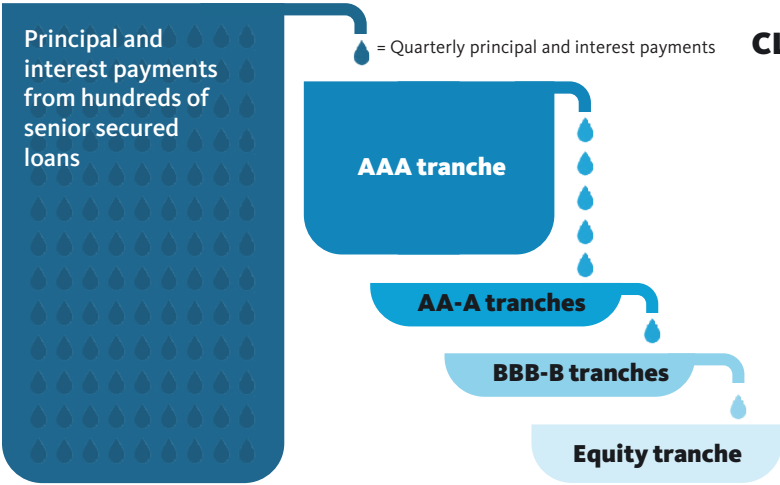 Principal and
interest payments
from hundreds of
senior secured
loans
= Quarterly principal and interest payments
AAA tranche
AA-A tranches
BBB-B tranches
Equity tranche